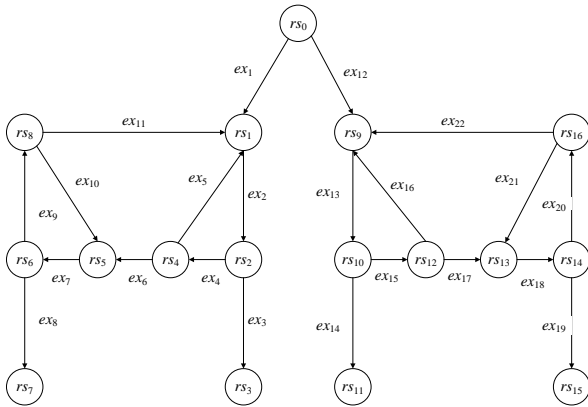 rs0
ex1
ex12
rs8
ex11
rs1
rs9
ex22
rs16
ex10
ex5
ex2
ex13
ex16
ex21
ex20
ex9
rs6
ex7
rs5
ex6
rs4
ex4
rs2
rs10
ex15
rs12
ex17
rs13
ex18
rs14
ex8
ex3
ex14
ex19
rs7
rs3
rs11
rs15